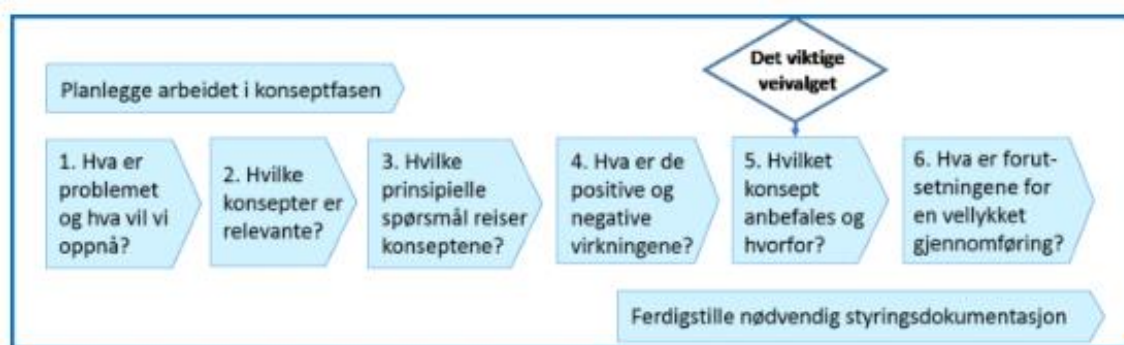 Det viktige
veivalget
Planlegge arbeidet i konseptfasen
1. Hva er
problemet
og hva vil vi
oppnå?
2. Hvilke
konsepter er
relevante?
3. Hvilke
prinsipielle
spørsmål reiser
konseptene?
4. Hva er de
positive og
negative
virkningene?
5. Hvilket
konsept
anbefales og
hvorfor?
6. Hva er forut-
setningene for
en vellykket
gjennomføring?
Ferdigstille nødvendig styringsdokumentasjon